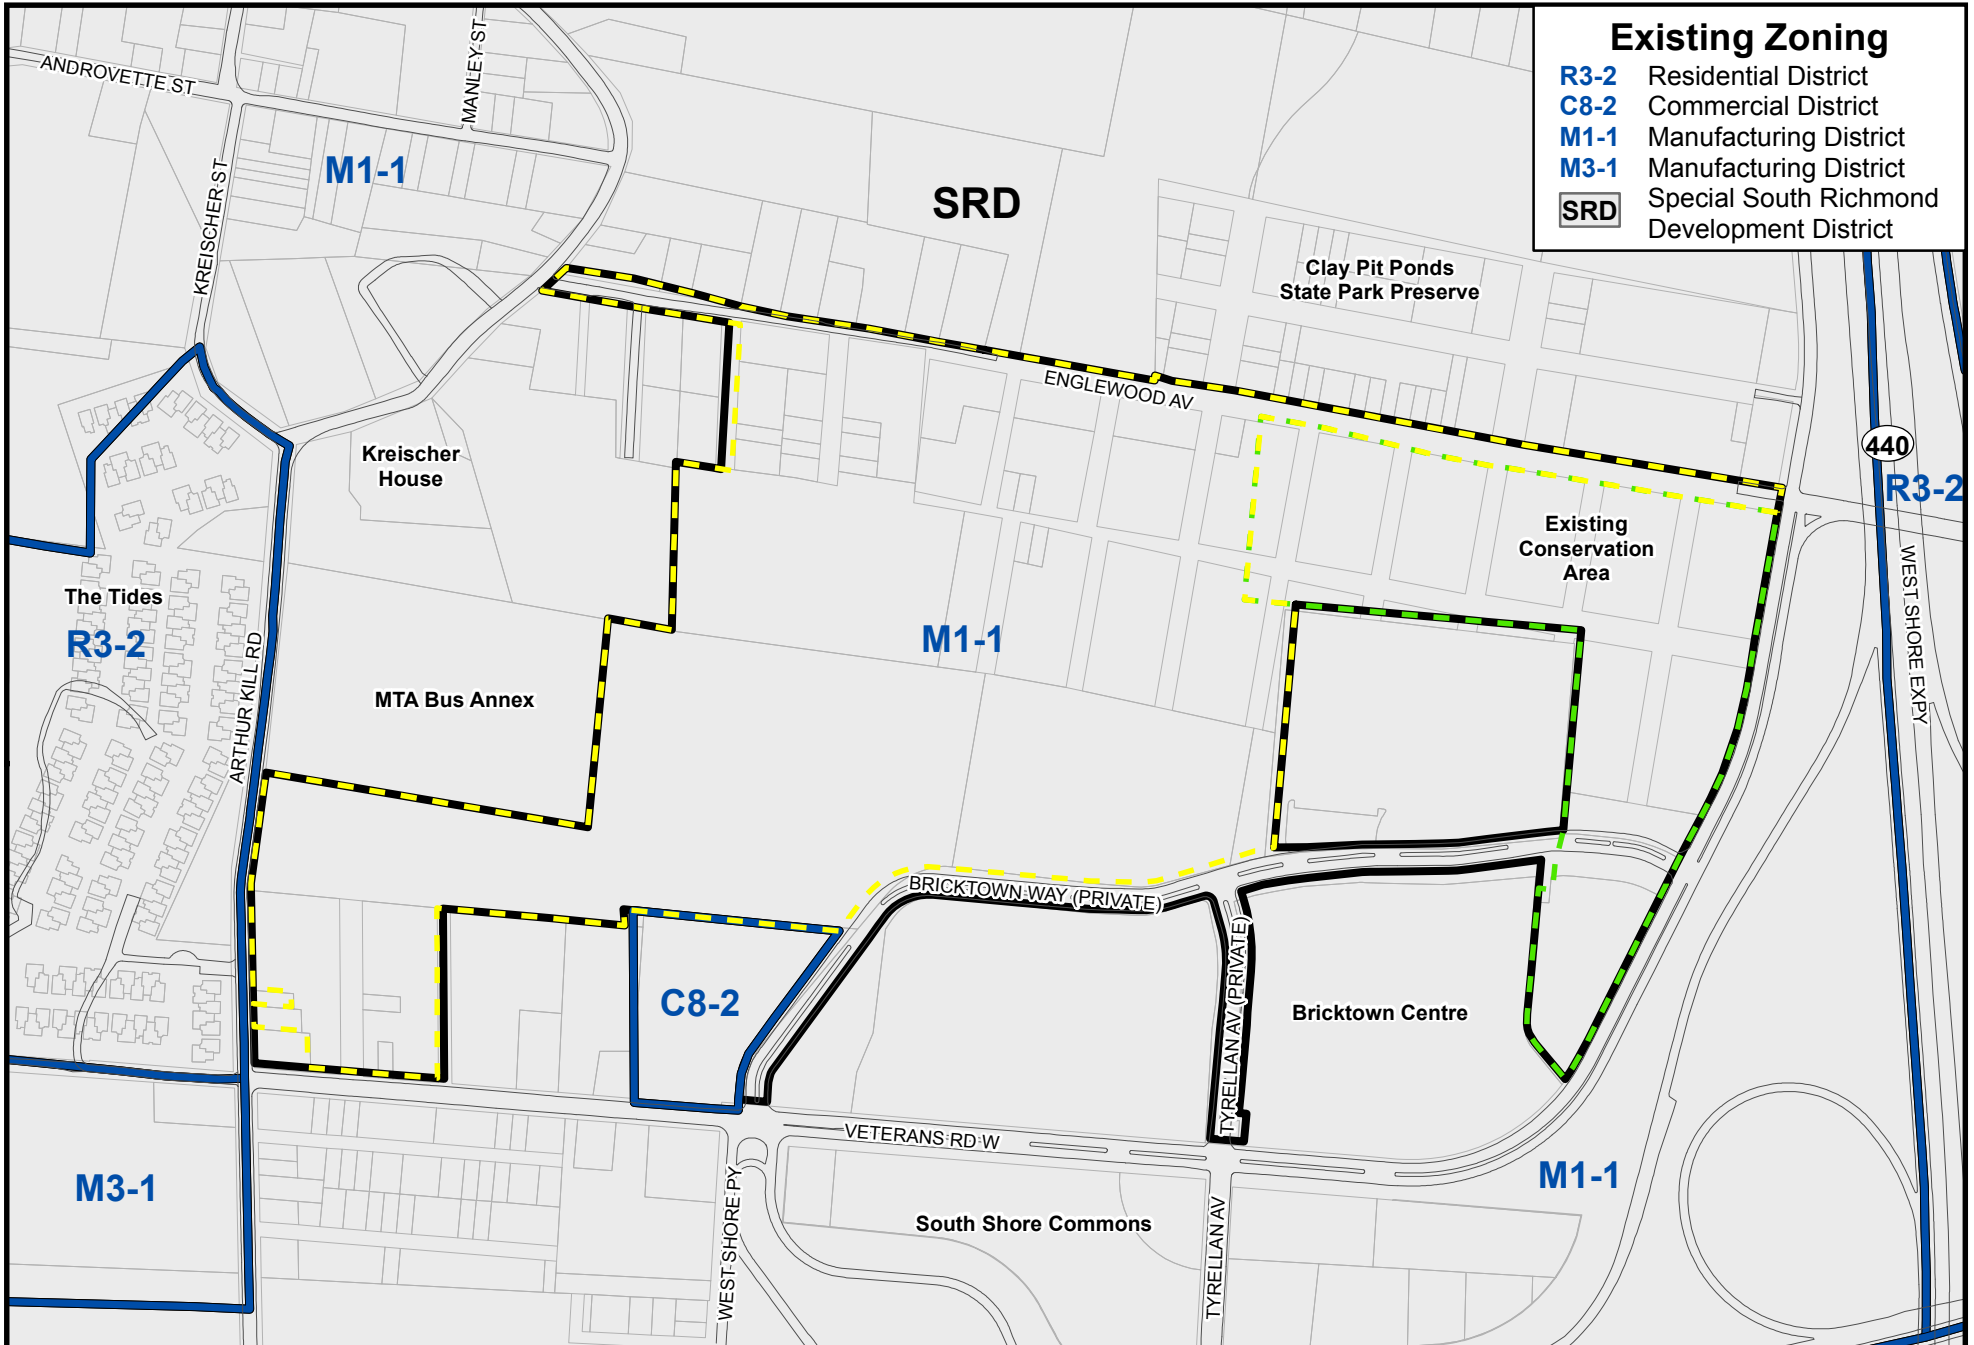 Existing Zoning
R3-2 Residential District
C8-2 Commercial District
M1-1 Manufacturing District
M3-1 Manufacturing District
SRD Special South Richmond
Development District
ANDROVETTE ST
MANLEY ST
KREISCHER ST
M1-1
SRD
Clay Pit Ponds
State Park Preserve
ENGLEWOOD AV
440
R3-2
Kreischer
House
Existing
Conservation
Area
WEST SHORE EXPY
The Tides
R3-2
ARTHUR KILL RD
M1-1
MTA Bus Annex
BRICKTOWN WAY (PRIVATE)
TYRELLAN AV (PRIVATE)
C8-2
Bricktown Centre
VETERANS RD W
M3-1
WEST SHORE PY
South Shore Commons
TYRELLAN AV
M1-1